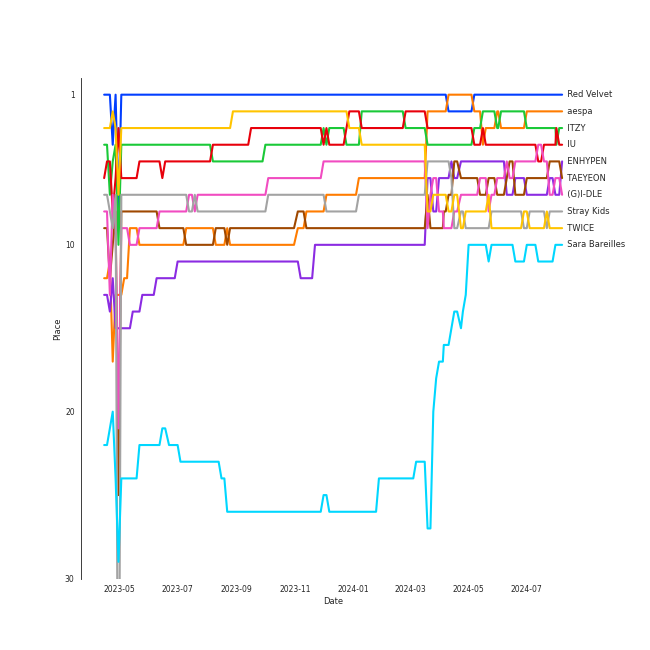 1
10
20
30
Place
2023-05 2023-07 2023-09 2023-11 2024-01 2024-03 2024-05 2024-07
Date
Red Velvet
aespa
ITZY
IU
ENHYPEN
TAEYEON
(G)I-DLE
Stray Kids
TWICE
Sara Bareilles